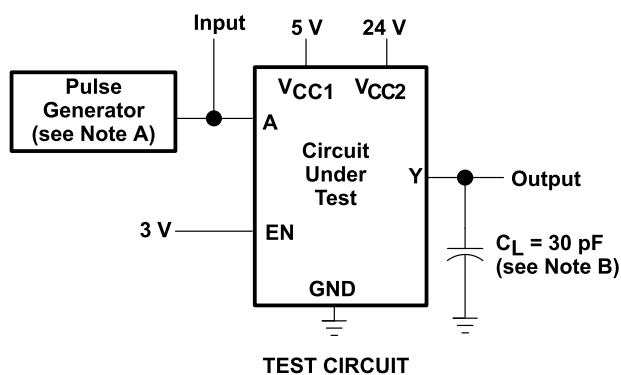 Input
5 V
24 V
Pulse
Generator
(see Note A)
VCC1
VCC2
A
Circuit
Under
Test
Y
Output
3 V
EN
CL = 30 pF
(see Note B)
GND
TEST CIRCUIT